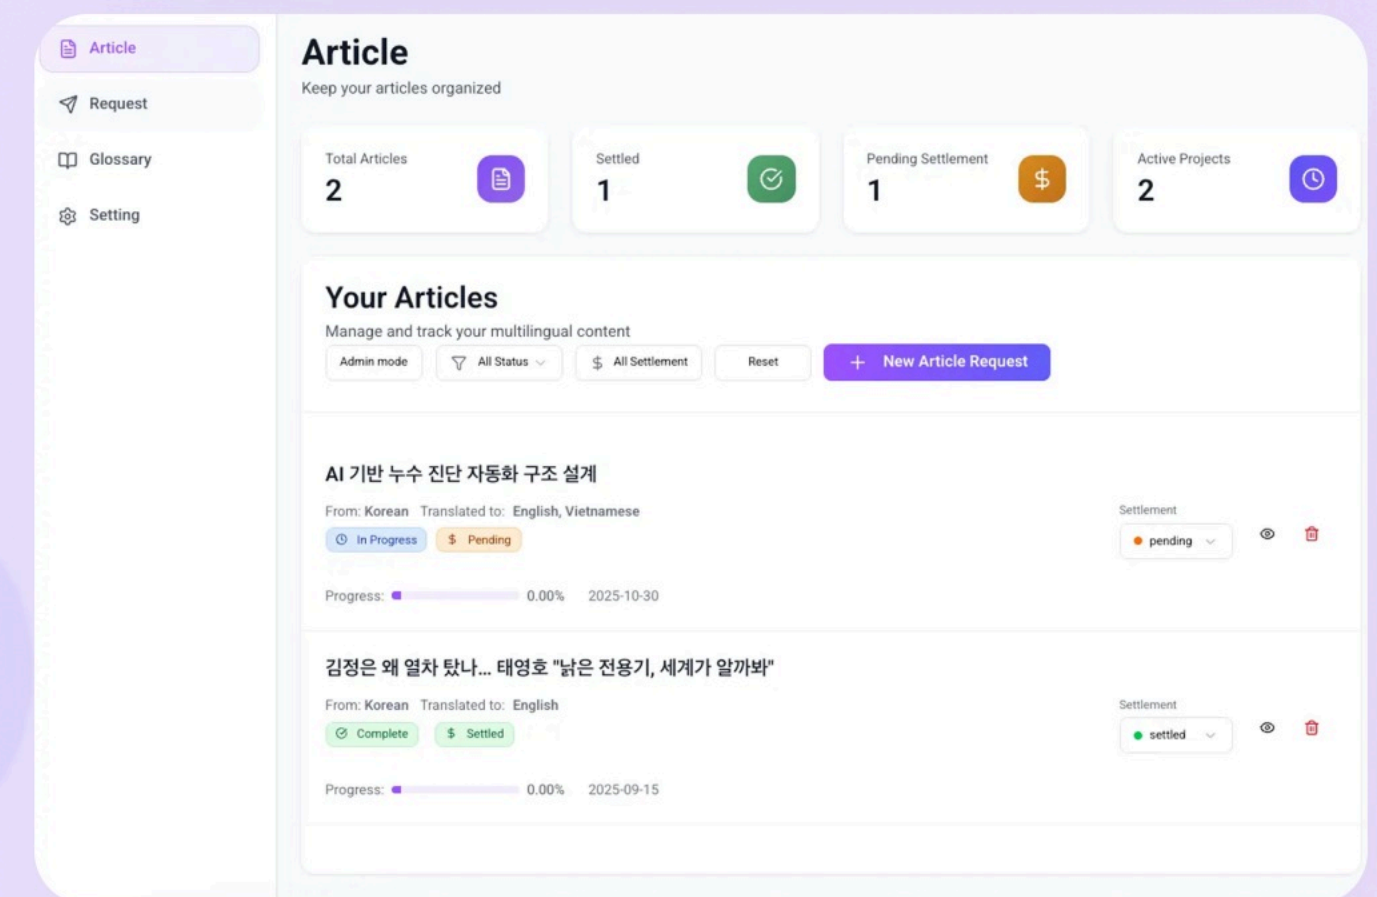 Article
Request
Glossary
Setting
Article
Keep your articles organized
Total Articles
2
Settled
1
Pending Settlement
1
Active Projects
2
Your Articles
Manage and track your multilingual content
Admin mode
All Status
All Settlement
Reset
+ New Article Request
AI 기반 누수 진단 자동화 구조 설계
From: Korean Translated to: English, Vietnamese
In Progress
$ Pending
Settlement
pending
Progress: 0.00% 2025-10-30
김정은 왜 열차 탔나... 태영호 "낡은 전용기, 세계가 알까봐"
From: Korean Translated to: English
Complete
$ Settled
Settlement
settled
Progress: 0.00% 2025-09-15